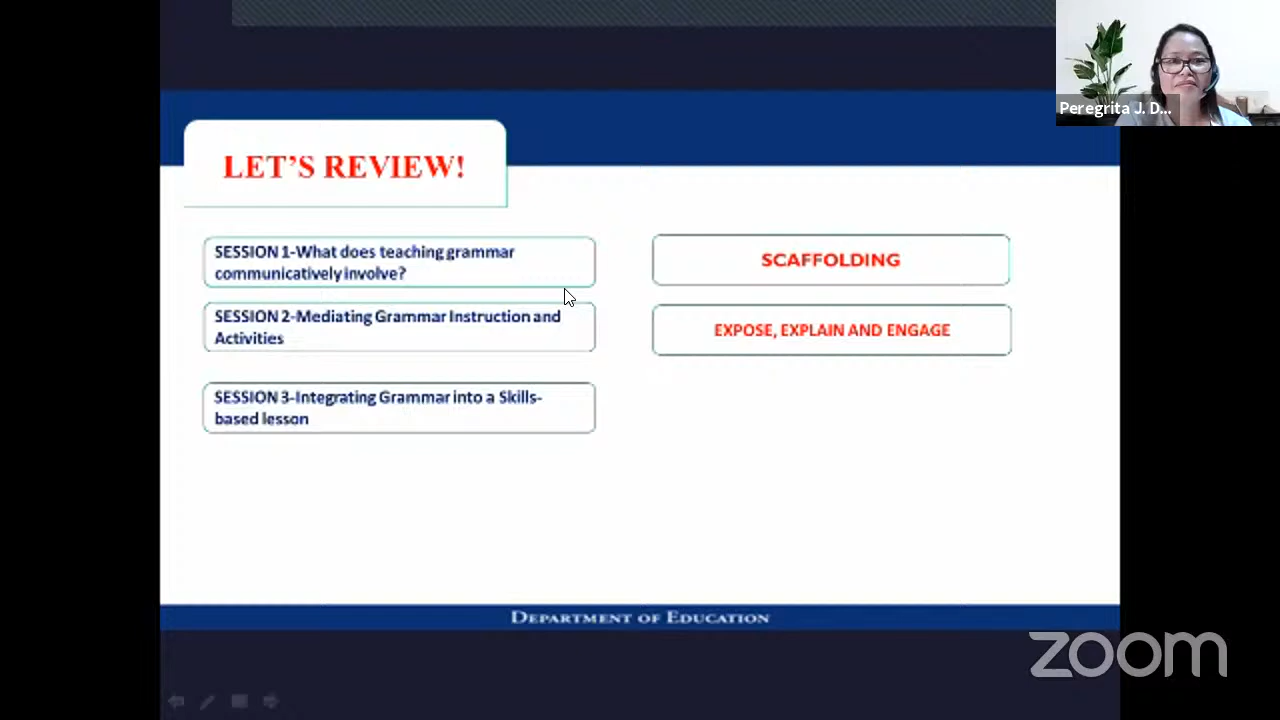 Peregrita J. D...
LET'S REVIEW!
SESSION 1-What does teaching grammar
communicatively involve?
SCAFFOLDING
SESSION 2-Mediating Grammar Instruction and
Activities
EXPOSE, EXPLAIN AND ENGAGE
SESSION 3-Integrating Grammar into a Skills-
based lesson
DEPARTMENT OF EDUCATION
zoom